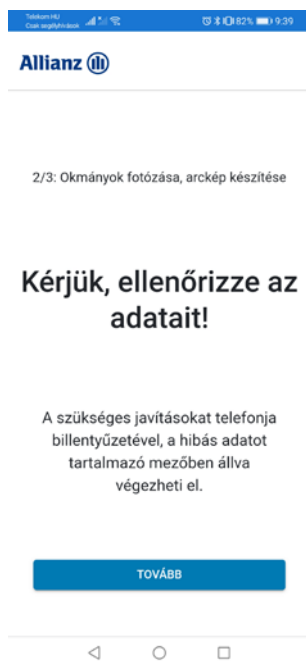 Telekom HU
Csak segélyhívások
82% 9:39
Allianz
2/3: Okmányok fotózása, arckép készítése
Kérjük, ellenőrizze az
adatait!
A szükséges javításokat telefonja
billentyűzetével, a hibás adatot
tartalmazó mezőben állva
végezheti el.
TOVÁBB